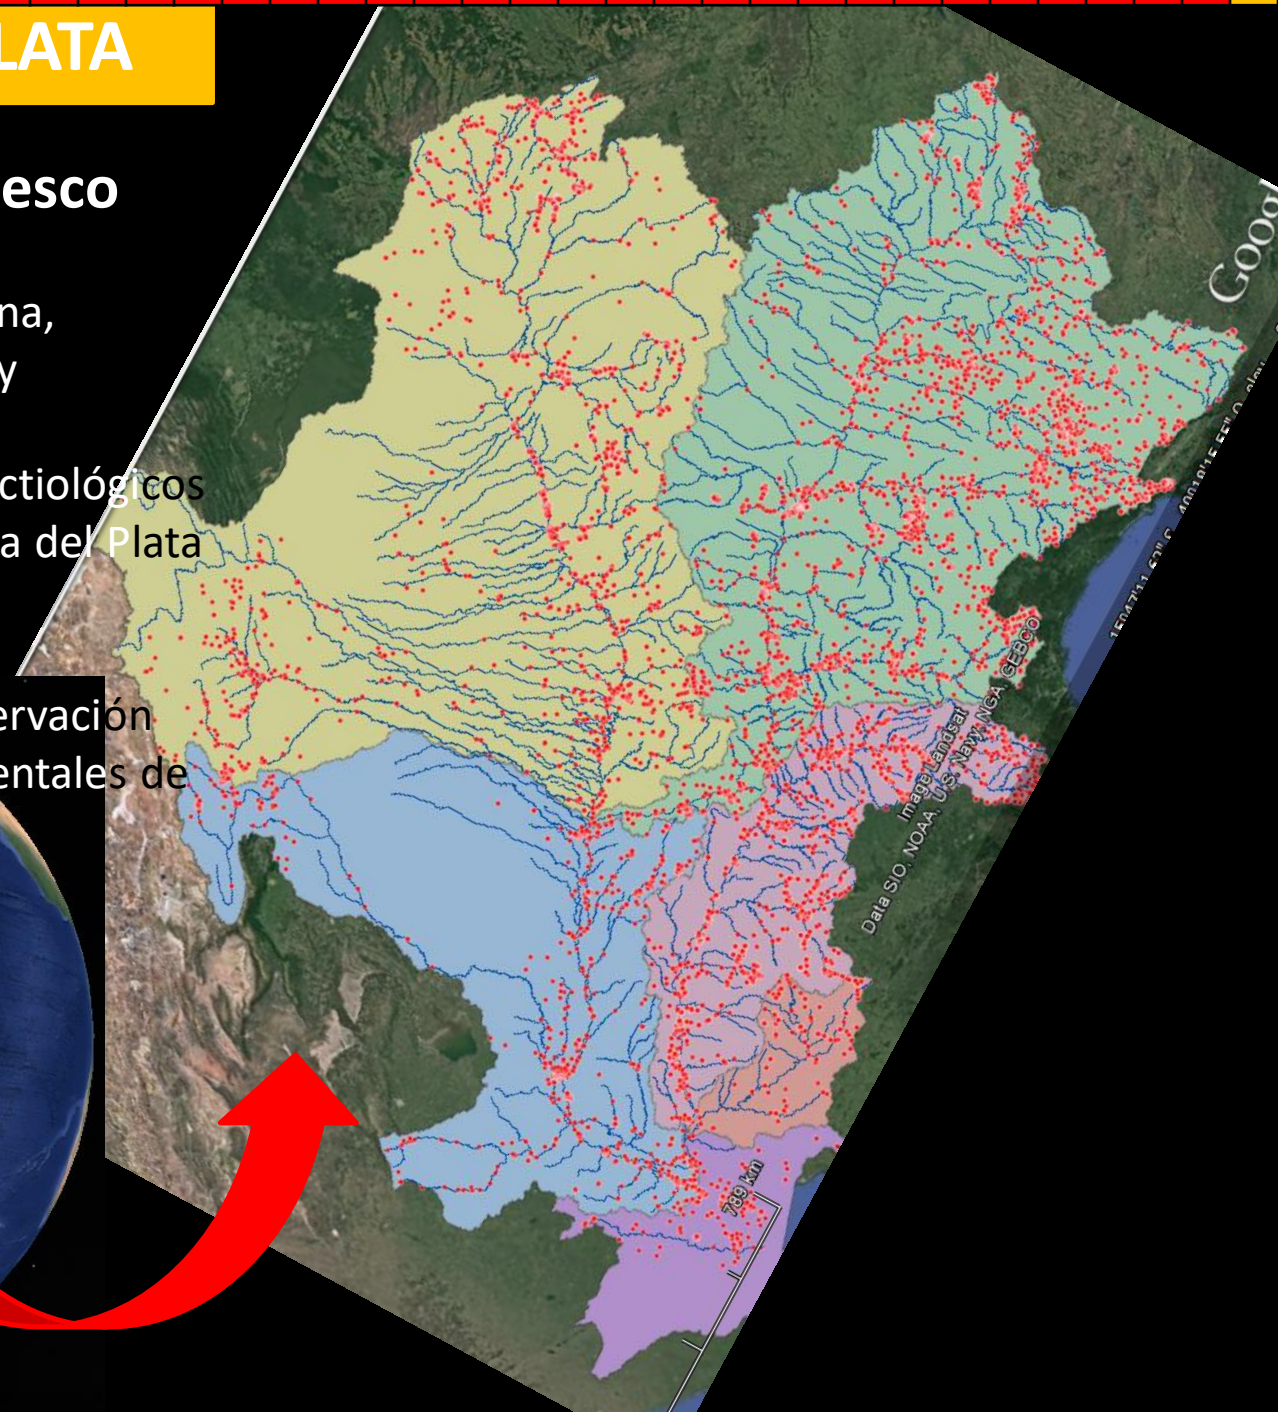 LATA
esco
na,
y
ctiológicos
a del Plata
ervación
entales de
Goog
Image Landsat
Data SIO, NOAA, U.S. Navy, NGA, GEBCO
789 km